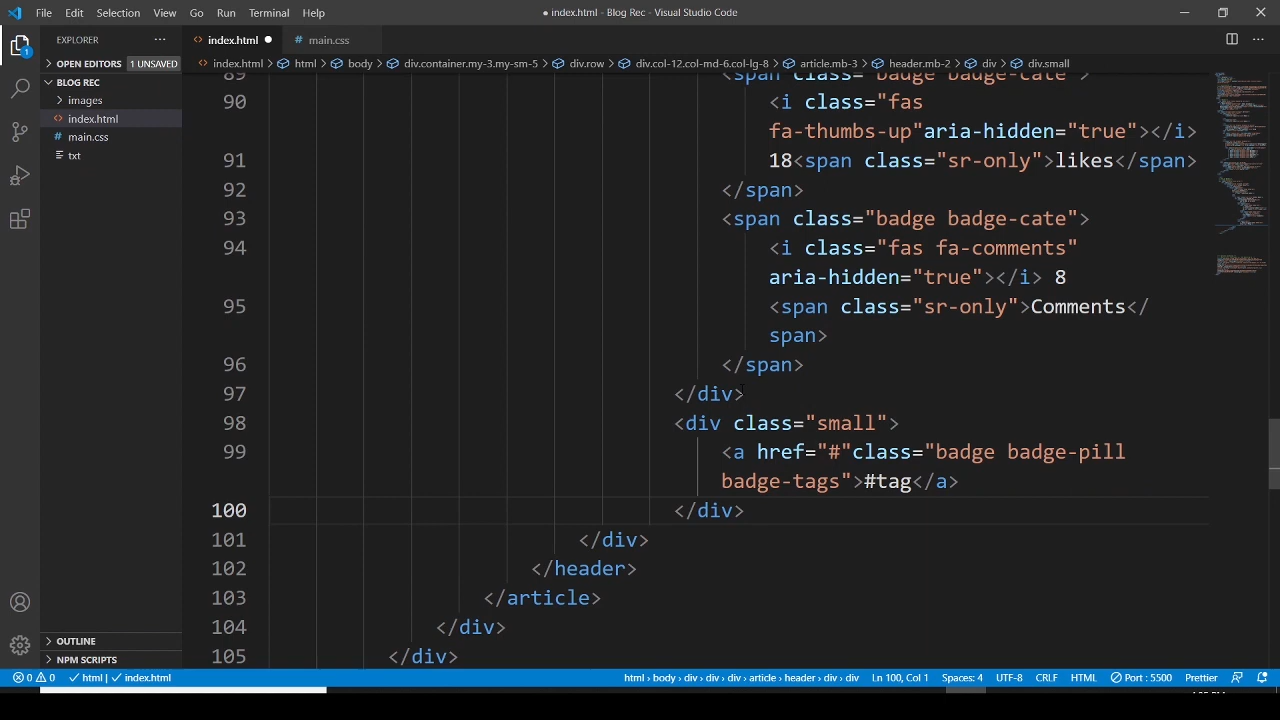 File Edit Selection View Go Run Terminal Help
● index.html - Blog Rec - Visual Studio Code
EXPLORER ···
index.html ●
main.css
OPEN EDITORS 1 UNSAVED
index.html › html › body › div.container.my-3.my-sm-5 › div.row › div.col-12.col-md-6.col-lg-8 › article.mb-3 › header.mb-2 › div › div.small
BLOG REC
images
index.html
main.css
txt
89 <span class="badge badge-cate">
90 <i class="fas
fa-thumbs-up"aria-hidden="true"></i>
91 18<span class="sr-only">likes</span>
92 </span>
93 <span class="badge badge-cate">
94 <i class="fas fa-comments"
aria-hidden="true"></i> 8
95 <span class="sr-only">Comments</
span>
96 </span>
97 </div>
98 <div class="small">
99 <a href="#"class="badge badge-pill
badge-tags">#tag</a>
100 </div>
101 </div>
102 </header>
103 </article>
104 </div>
105 </div>
1
OUTLINE
NPM SCRIPTS
0 0 ✓ html | ✓ index.html
html › body › div › div › div › article › header › div › div Ln 100, Col 1 Spaces: 4 UTF-8 CRLF HTML Port : 5500 Prettier